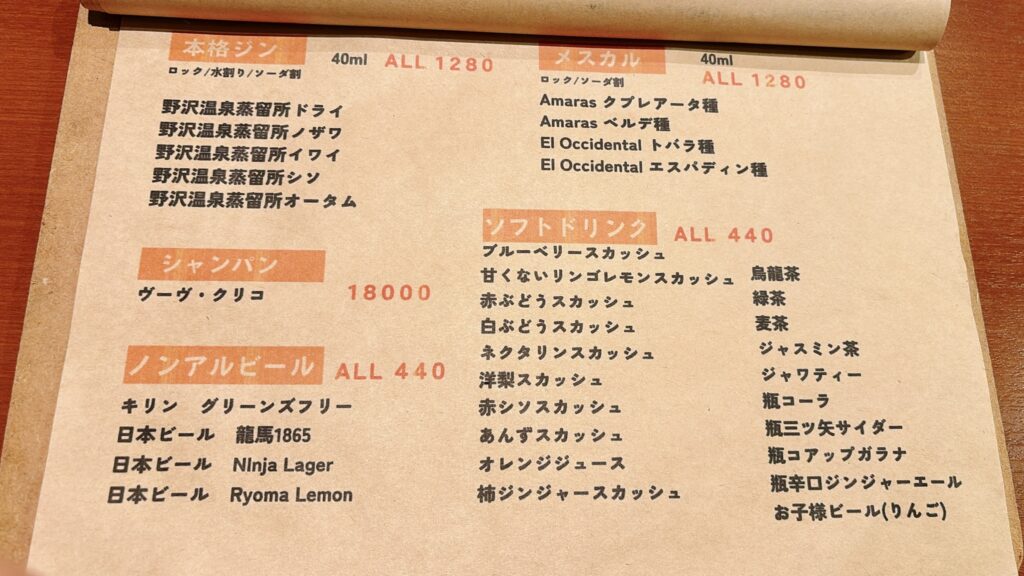 本格ジン 40ml ALL 1280
ロック/水割り/ソーダ割
野沢温泉蒸留所ドライ
野沢温泉蒸留所ノザワ
野沢温泉蒸留所イワイ
野沢温泉蒸留所シソ
野沢温泉蒸留所オータム
シャンパン
ヴーヴ・クリコ 18000
ノンアルビール ALL 440
キリン グリーンズフリー
日本ビール 龍馬1865
日本ビール NInja Lager
日本ビール Ryoma Lemon
メスカル 40ml
ロック/ソーダ割 ALL 1280
Amaras クプレアータ種
Amaras ベルデ種
El Occidental トバラ種
El Occidental エスパディン種
ソフトドリンク ALL 440
ブルーベリースカッシュ
甘くないリンゴレモンスカッシュ
赤ぶどうスカッシュ
白ぶどうスカッシュ
ネクタリンスカッシュ
洋梨スカッシュ
赤シソスカッシュ
あんずスカッシュ
オレンジジュース
柿ジンジャースカッシュ
烏龍茶
緑茶
麦茶
ジャスミン茶
ジャワティー
瓶コーラ
瓶三ツ矢サイダー
瓶コアップガラナ
瓶辛口ジンジャーエール
お子様ビール(りんご)